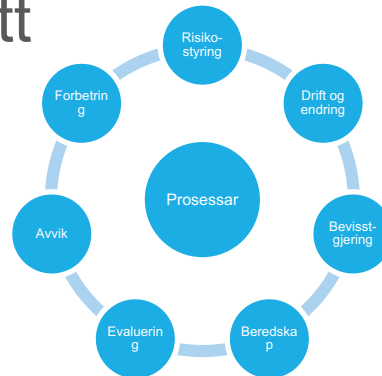 tt
Risiko-
styring
Drift og
endring
Bevisst-
gjering
Beredska
p
Evaluerin
g
Avvik
Forbetrin
g
Prosessar